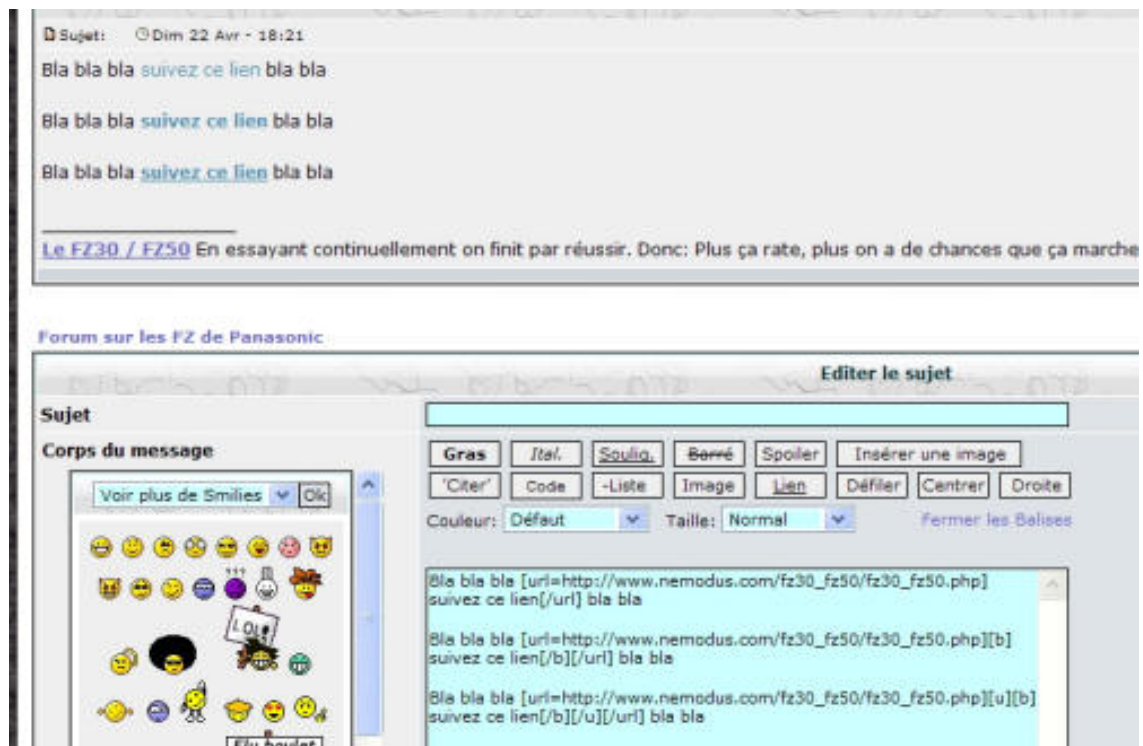 Sujet: Dim 22 Avr - 18:21
Bla bla bla suivez ce lien bla bla
Bla bla bla suivez ce lien bla bla
Bla bla bla suivez ce lien bla bla
Le FZ30 / FZ50 En essayant continuellement on finit par réussir. Donc: Plus ça rate, plus on a de chances que ça marche
Forum sur les FZ de Panasonic
Editer le sujet
Sujet
Corps du message
Gras Ital. Soulig. Barré Spoiler Insérer une image
'Citer' Code -Liste Image Lien Défiler Centrer Droite
Voir plus de Smilies Ok
Couleur: Défaut Taille: Normal Fermer les Balises
LOL!
Bla bla bla [url=http://www.nemodus.com/fz30_fz50/fz30_fz50.php]
suivez ce lien[/url] bla bla
Bla bla bla [url=http://www.nemodus.com/fz30_fz50/fz30_fz50.php][b]
suivez ce lien[/b][/url] bla bla
Bla bla bla [url=http://www.nemodus.com/fz30_fz50/fz30_fz50.php][u][b]
suivez ce lien[/b][/u][/url] bla bla